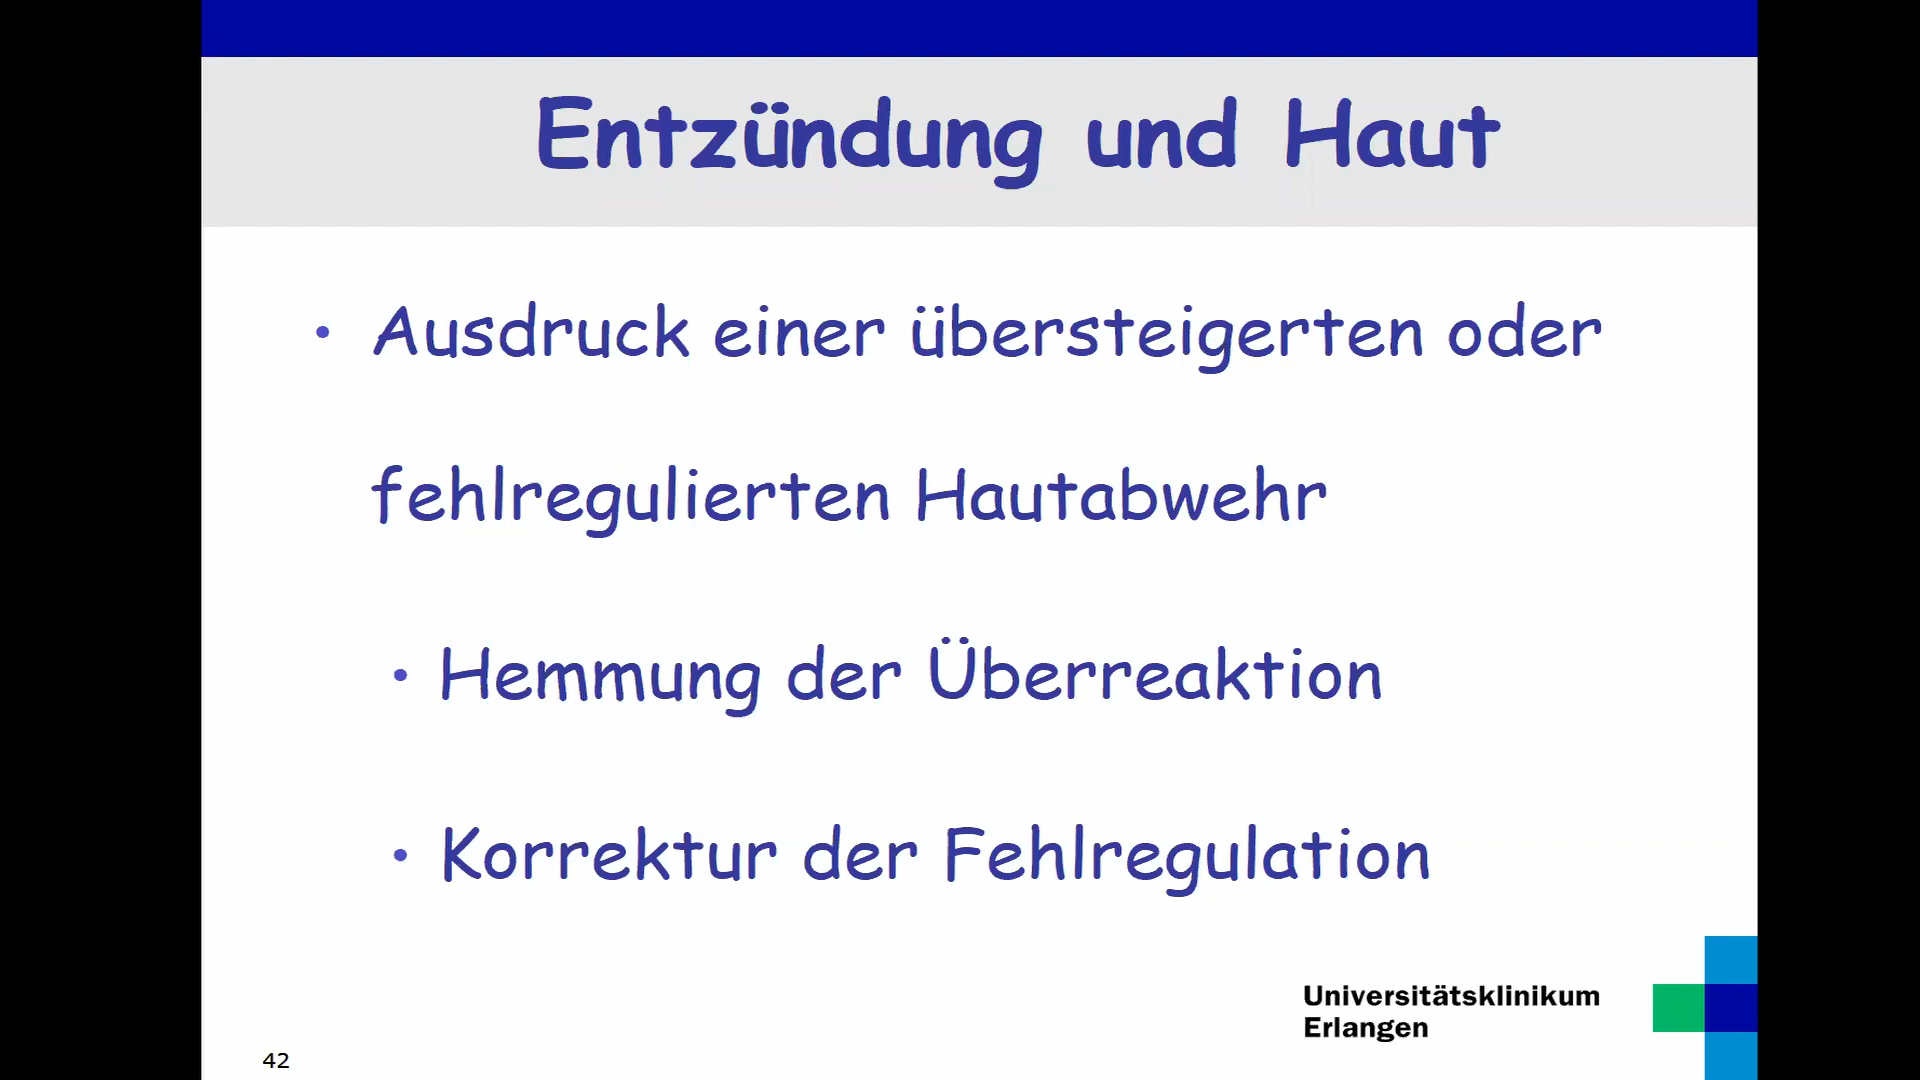 Entzündung und Haut
• Ausdruck einer übersteigerten oder
fehlregulierten Hautabwehr
• Hemmung der Überreaktion
• Korrektur der Fehlregulation
Universitätsklinikum
Erlangen
42